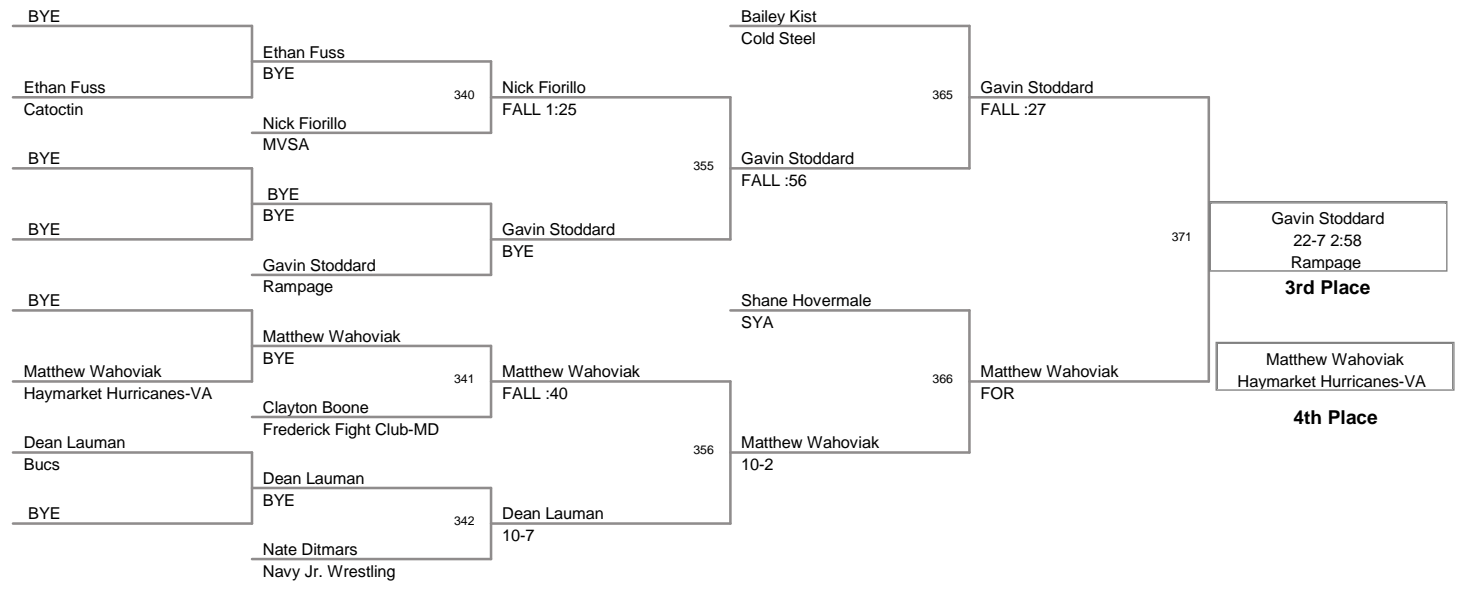 BYE
Ethan Fuss
Catoctin
BYE
BYE
BYE
Matthew Wahoviak
Haymarket Hurricanes-VA
Dean Lauman
Bucs
BYE
Ethan Fuss
BYE
340
Nick Fiorillo
MVSA
BYE
BYE
Gavin Stoddard
Rampage
Matthew Wahoviak
BYE
341
Clayton Boone
Frederick Fight Club-MD
Dean Lauman
BYE
342
Nate Ditmars
Navy Jr. Wrestling
Nick Fiorillo
FALL 1:25
355
Gavin Stoddard
BYE
Matthew Wahoviak
FALL :40
356
Dean Lauman
10-7
Bailey Kist
Cold Steel
365
Gavin Stoddard
FALL :56
Shane Hovermale
SYA
366
Matthew Wahoviak
10-2
Gavin Stoddard
FALL :27
371
Matthew Wahoviak
FOR
Gavin Stoddard
22-7 2:58
Rampage
3rd Place
Matthew Wahoviak
Haymarket Hurricanes-VA
4th Place